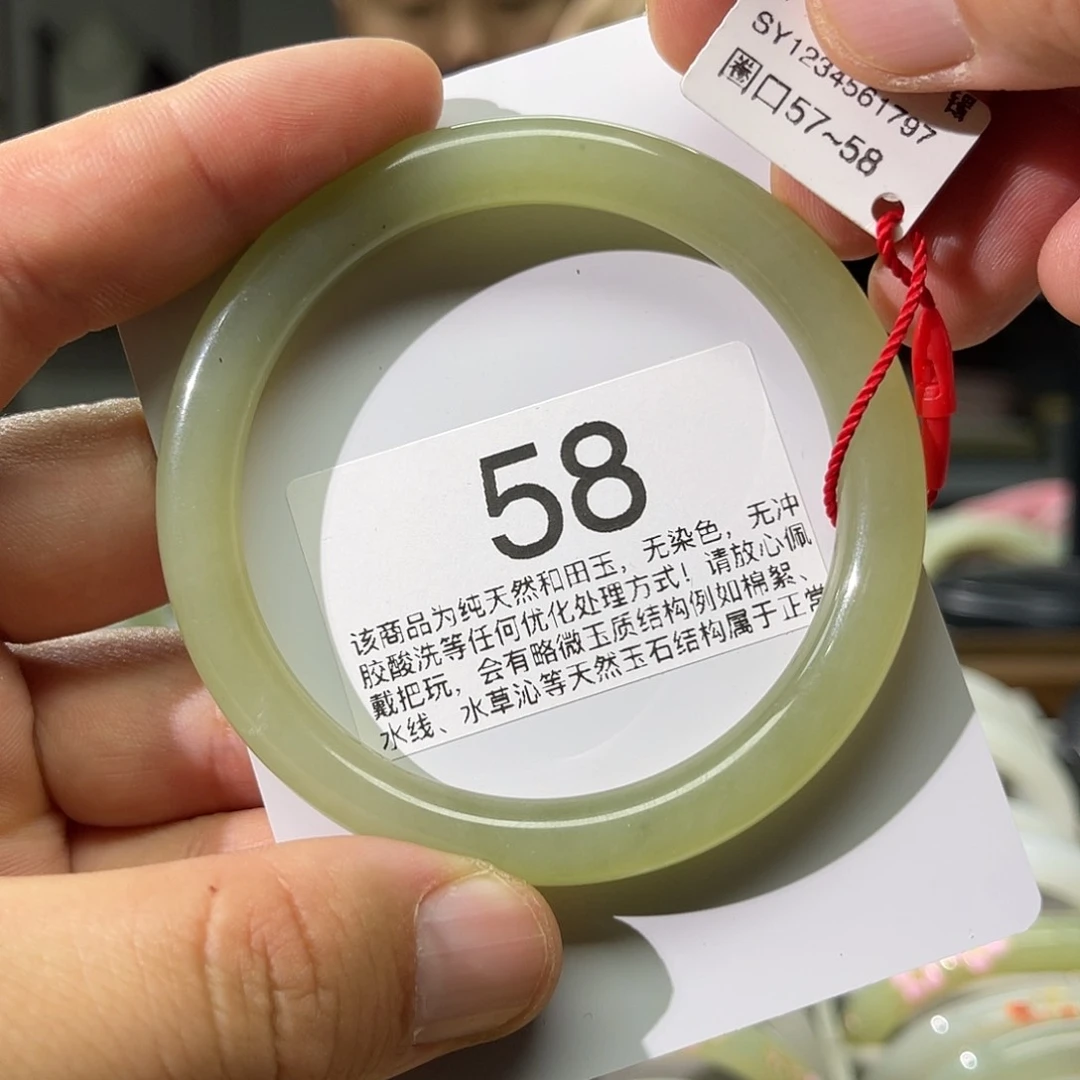 SY1234561797
圈口57~58
58
该商品为纯天然和田玉，无染色，无冲
胶酸洗等任何优化处理方式！请放心佩
戴把玩，会有略微玉质结构例如棉絮、
水线、水草沁等天然玉石结构属于正常